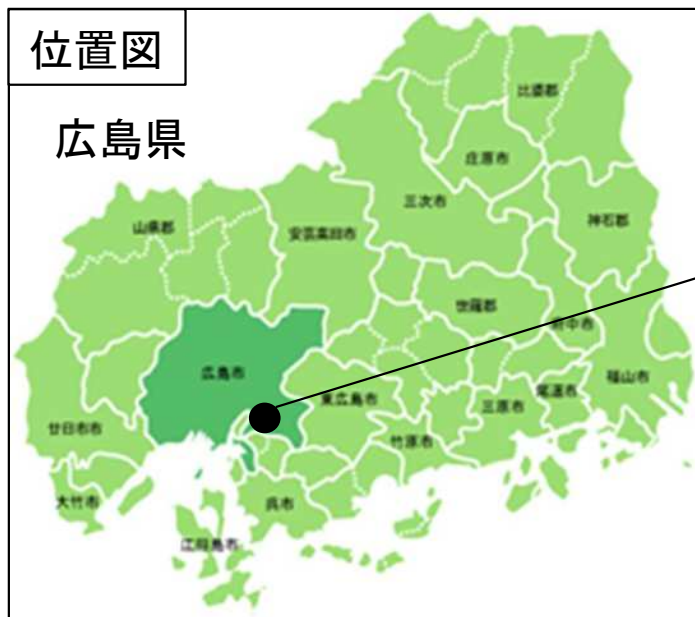 位置図
広島県
比婆郡
庄原市
三次市
神石郡
山県郡
安芸高田市
世羅郡
府中市
広島市
福山市
尾道市
東広島市
三原市
廿日市市
竹原市
大竹市
呉市
江田島市